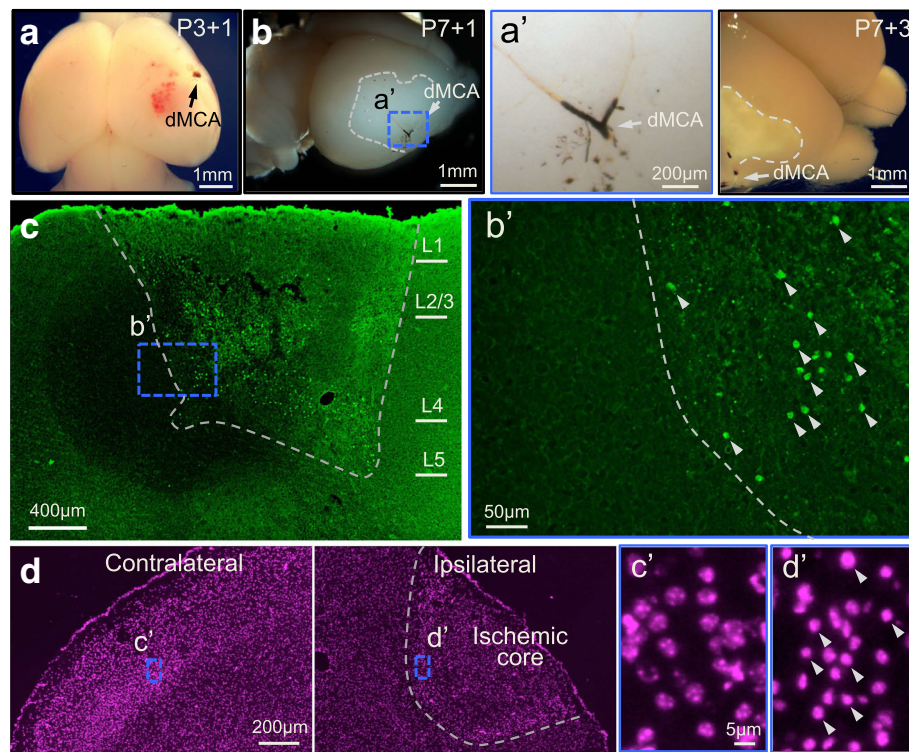 a
P3+1
dMCA
1mm
b
P7+1
a’
dMCA
1mm
a’
dMCA
200µm
P7+3
dMCA
1mm
c
b’
L1
L2/3
L4
L5
400µm
b’
50µm
d
Contralateral
c’
200µm
Ipsilateral
d’
Ischemic
core
c’
5µm
d’